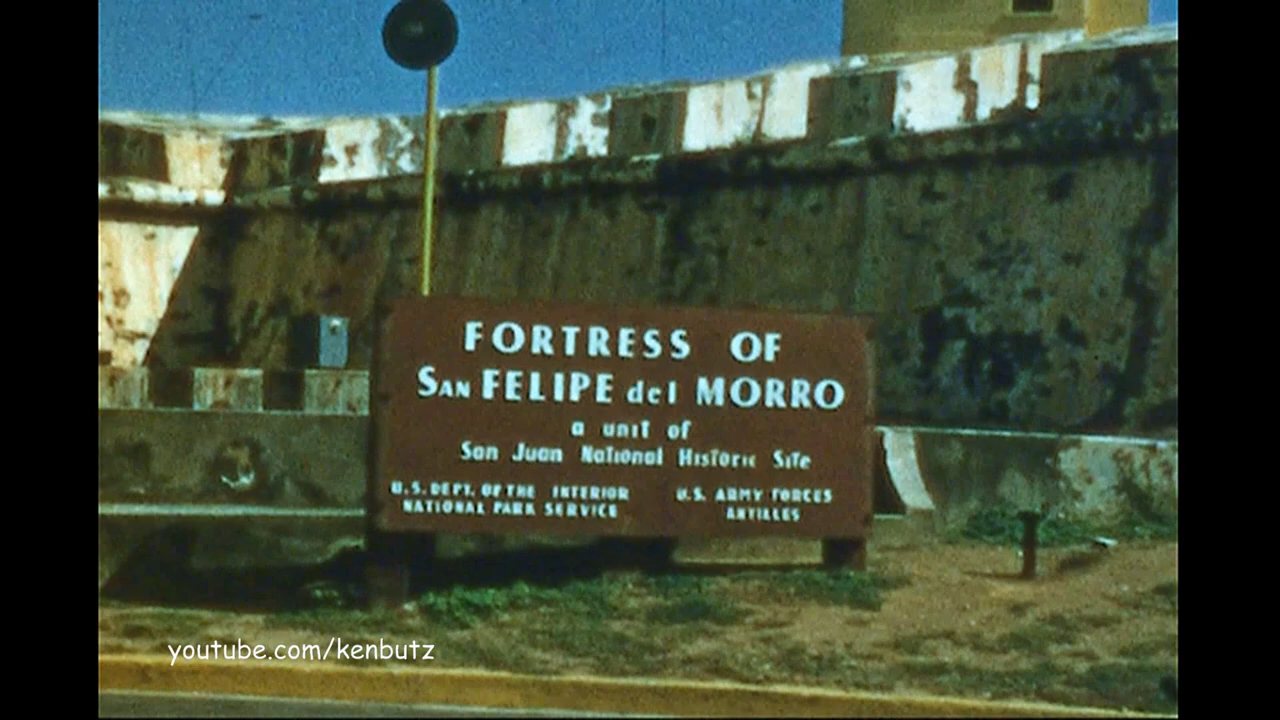 FORTRESS OF
SAN FELIPE del MORRO
a unit of
San Juan National Historic Site
U.S. DEPT. OF THE INTERIOR
NATIONAL PARK SERVICE
U.S. ARMY FORCES
ANTILLES
youtube.com/kenbutz